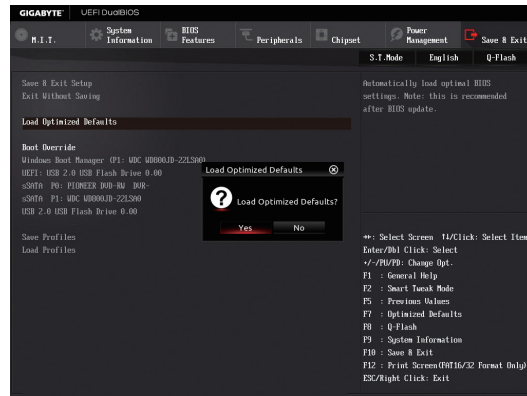 GIGABYTE™ UEFI DualBIOS
M.I.T.
System Information
BIOS Features
Peripherals
Chipset
Power Management
Save & Exit
S.T.Mode English Q-Flash
Save & Exit Setup
Exit Without Saving
Load Optimized Defaults
Boot Override
Windows Boot Manager (P1: WDC WD800JD-22LSA0)
UEFI: USB 2.0 USB Flash Drive 0.00
sSATA P0: PIONEER DVD-RW DVR-
sSATA P1: WDC WD800JD-22LSA0
USB 2.0 USB Flash Drive 0.00
Save Profiles
Load Profiles
Load Optimized Defaults
Load Optimized Defaults?
Yes No
Automatically load optimal BIOS
settings. Note: this is recommended
after BIOS update.
→←: Select Screen ↑↓/Click: Select Item
Enter/Dbl Click: Select
+/-/PU/PD: Change Opt.
F1 : General Help
F2 : Smart Tweak Mode
F5 : Previous Values
F7 : Optimized Defaults
F8 : Q-Flash
F9 : System Information
F10 : Save & Exit
F12 : Print Screen(FAT16/32 Format Only)
ESC/Right Click: Exit